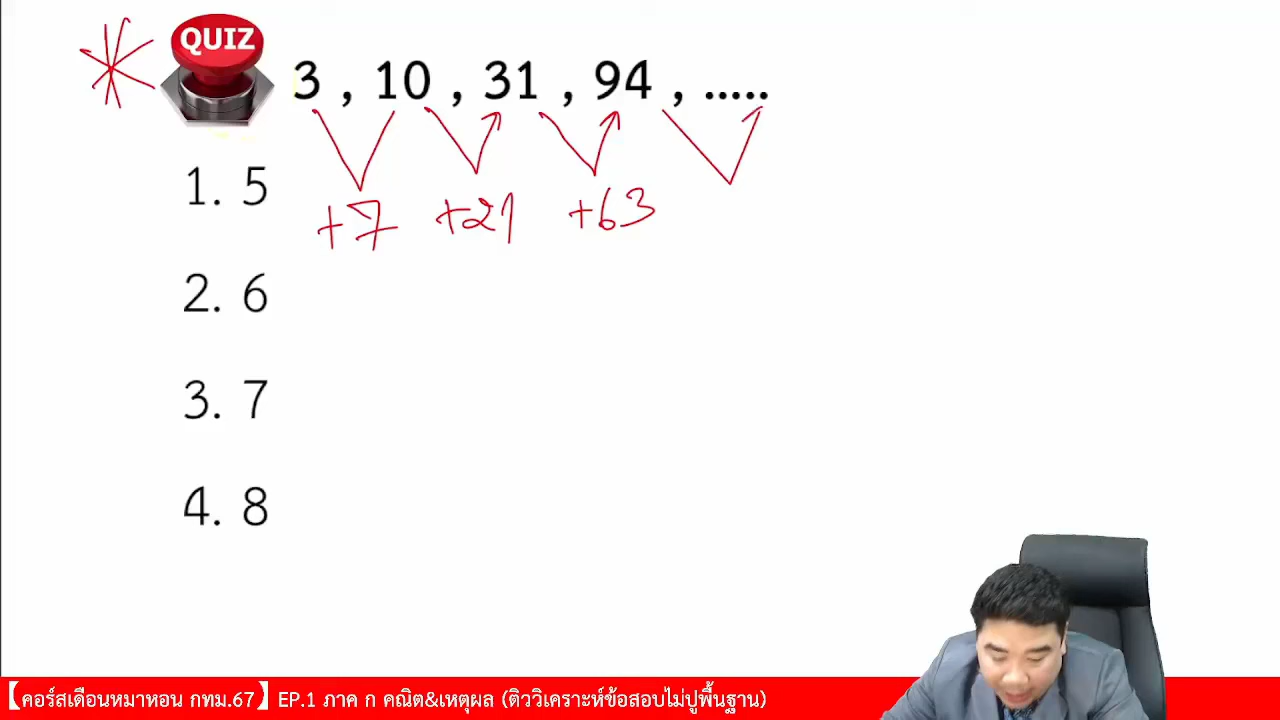 QUIZ
3 , 10 , 31 , 94 , .....
+7 +21 +63
1. 5
2. 6
3. 7
4. 8
【คอร์สเดือนหมาหอน กทม.67】 EP.1 ภาค ก คณิต&เหตุผล (ติววิเคราะห์ข้อสอบไม่ปูพื้นฐาน)